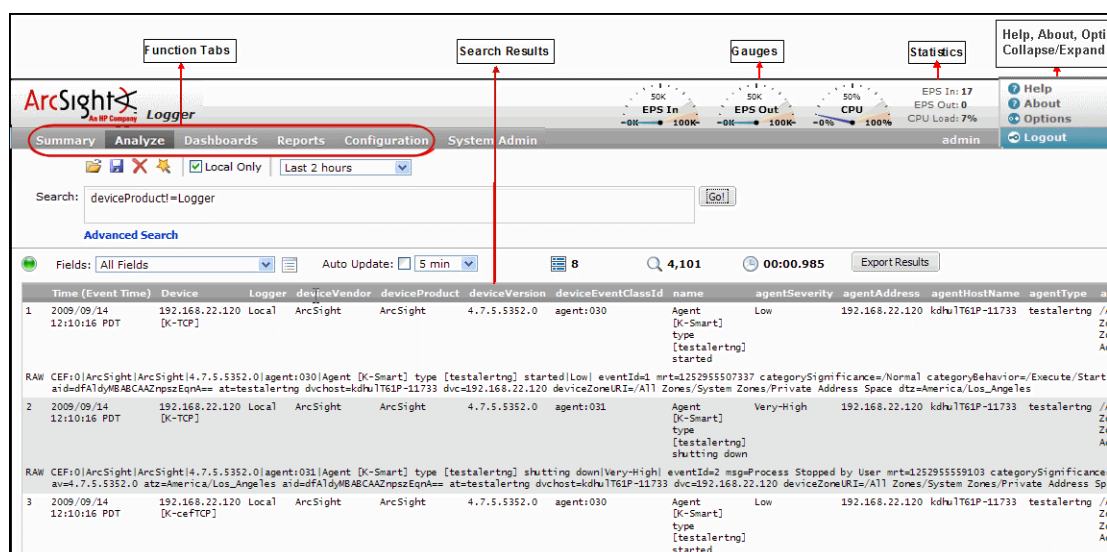 Function Tabs
Search Results
Gauges
Statistics
Help, About, Opti
Collapse/Expand
ArcSight
An HP Company
Logger
50K
EPS In
0K 100K
50K
EPS Out
0K 100K
50%
CPU
0% 100%
EPS In: 17
EPS Out: 0
CPU Load: 7%
Help
About
Options
Logout
Summary Analyze Dashboards Reports Configuration System Admin admin
Local Only Last 2 hours
Search: deviceProduct!=Logger Go!
Advanced Search
Fields: All Fields Auto Update: 5 min 8 4,101 00:00.985 Export Results
Time (Event Time) Device Logger deviceVendor deviceProduct deviceVersion deviceEventClassId name agentSeverity agentAddress agentHostName agentType a
1 2009/09/14 192.168.22.120 Local ArcSight ArcSight 4.7.5.5352.0 agent:030 Agent Low 192.168.22.120 kdhulT61P-11733 testalertng /A
12:10:16 PDT [K-TCP] [K-Smart] Zo
type Zo
[testalertng] Ad
started
RAW CEF:0|ArcSight|ArcSight|4.7.5.5352.0|agent:030|Agent [K-Smart] type [testalertng] started|Low| eventId=1 mrt=1252955507337 categorySignificance=/Normal categoryBehavior=/Execute/Start
aid=dfAldyMBABCAAZnpszEqnA== at=testalertng dvchost=kdhulT61P-11733 dvc=192.168.22.120 deviceZoneURI=/All Zones/System Zones/Private Address Space dtz=America/Los_Angeles
2 2009/09/14 192.168.22.120 Local ArcSight ArcSight 4.7.5.5352.0 agent:031 Agent Very-High 192.168.22.120 kdhulT61P-11733 testalertng /A
12:10:16 PDT [K-TCP] [K-Smart] Zo
type Zo
[testalertng] Ad
shutting down
RAW CEF:0|ArcSight|ArcSight|4.7.5.5352.0|agent:031|Agent [K-Smart] type [testalertng] shutting down|Very-High| eventId=2 msg=Process Stopped by User mrt=1252955559103 categorySignificance
av=4.7.5.5352.0 atz=America/Los_Angeles aid=dfAldyMBABCAAZnpszEqnA== at=testalertng dvchost=kdhulT61P-11733 dvc=192.168.22.120 deviceZoneURI=/All Zones/System Zones/Private Address Sp
3 2009/09/14 192.168.22.120 Local ArcSight ArcSight 4.7.5.5352.0 agent:030 Agent Low 192.168.22.120 kdhulT61P-11733 testalertng /A
12:10:16 PDT [K-cefTCP] [K-Smart] Zo
type Zo
[testalertng] Ad
started